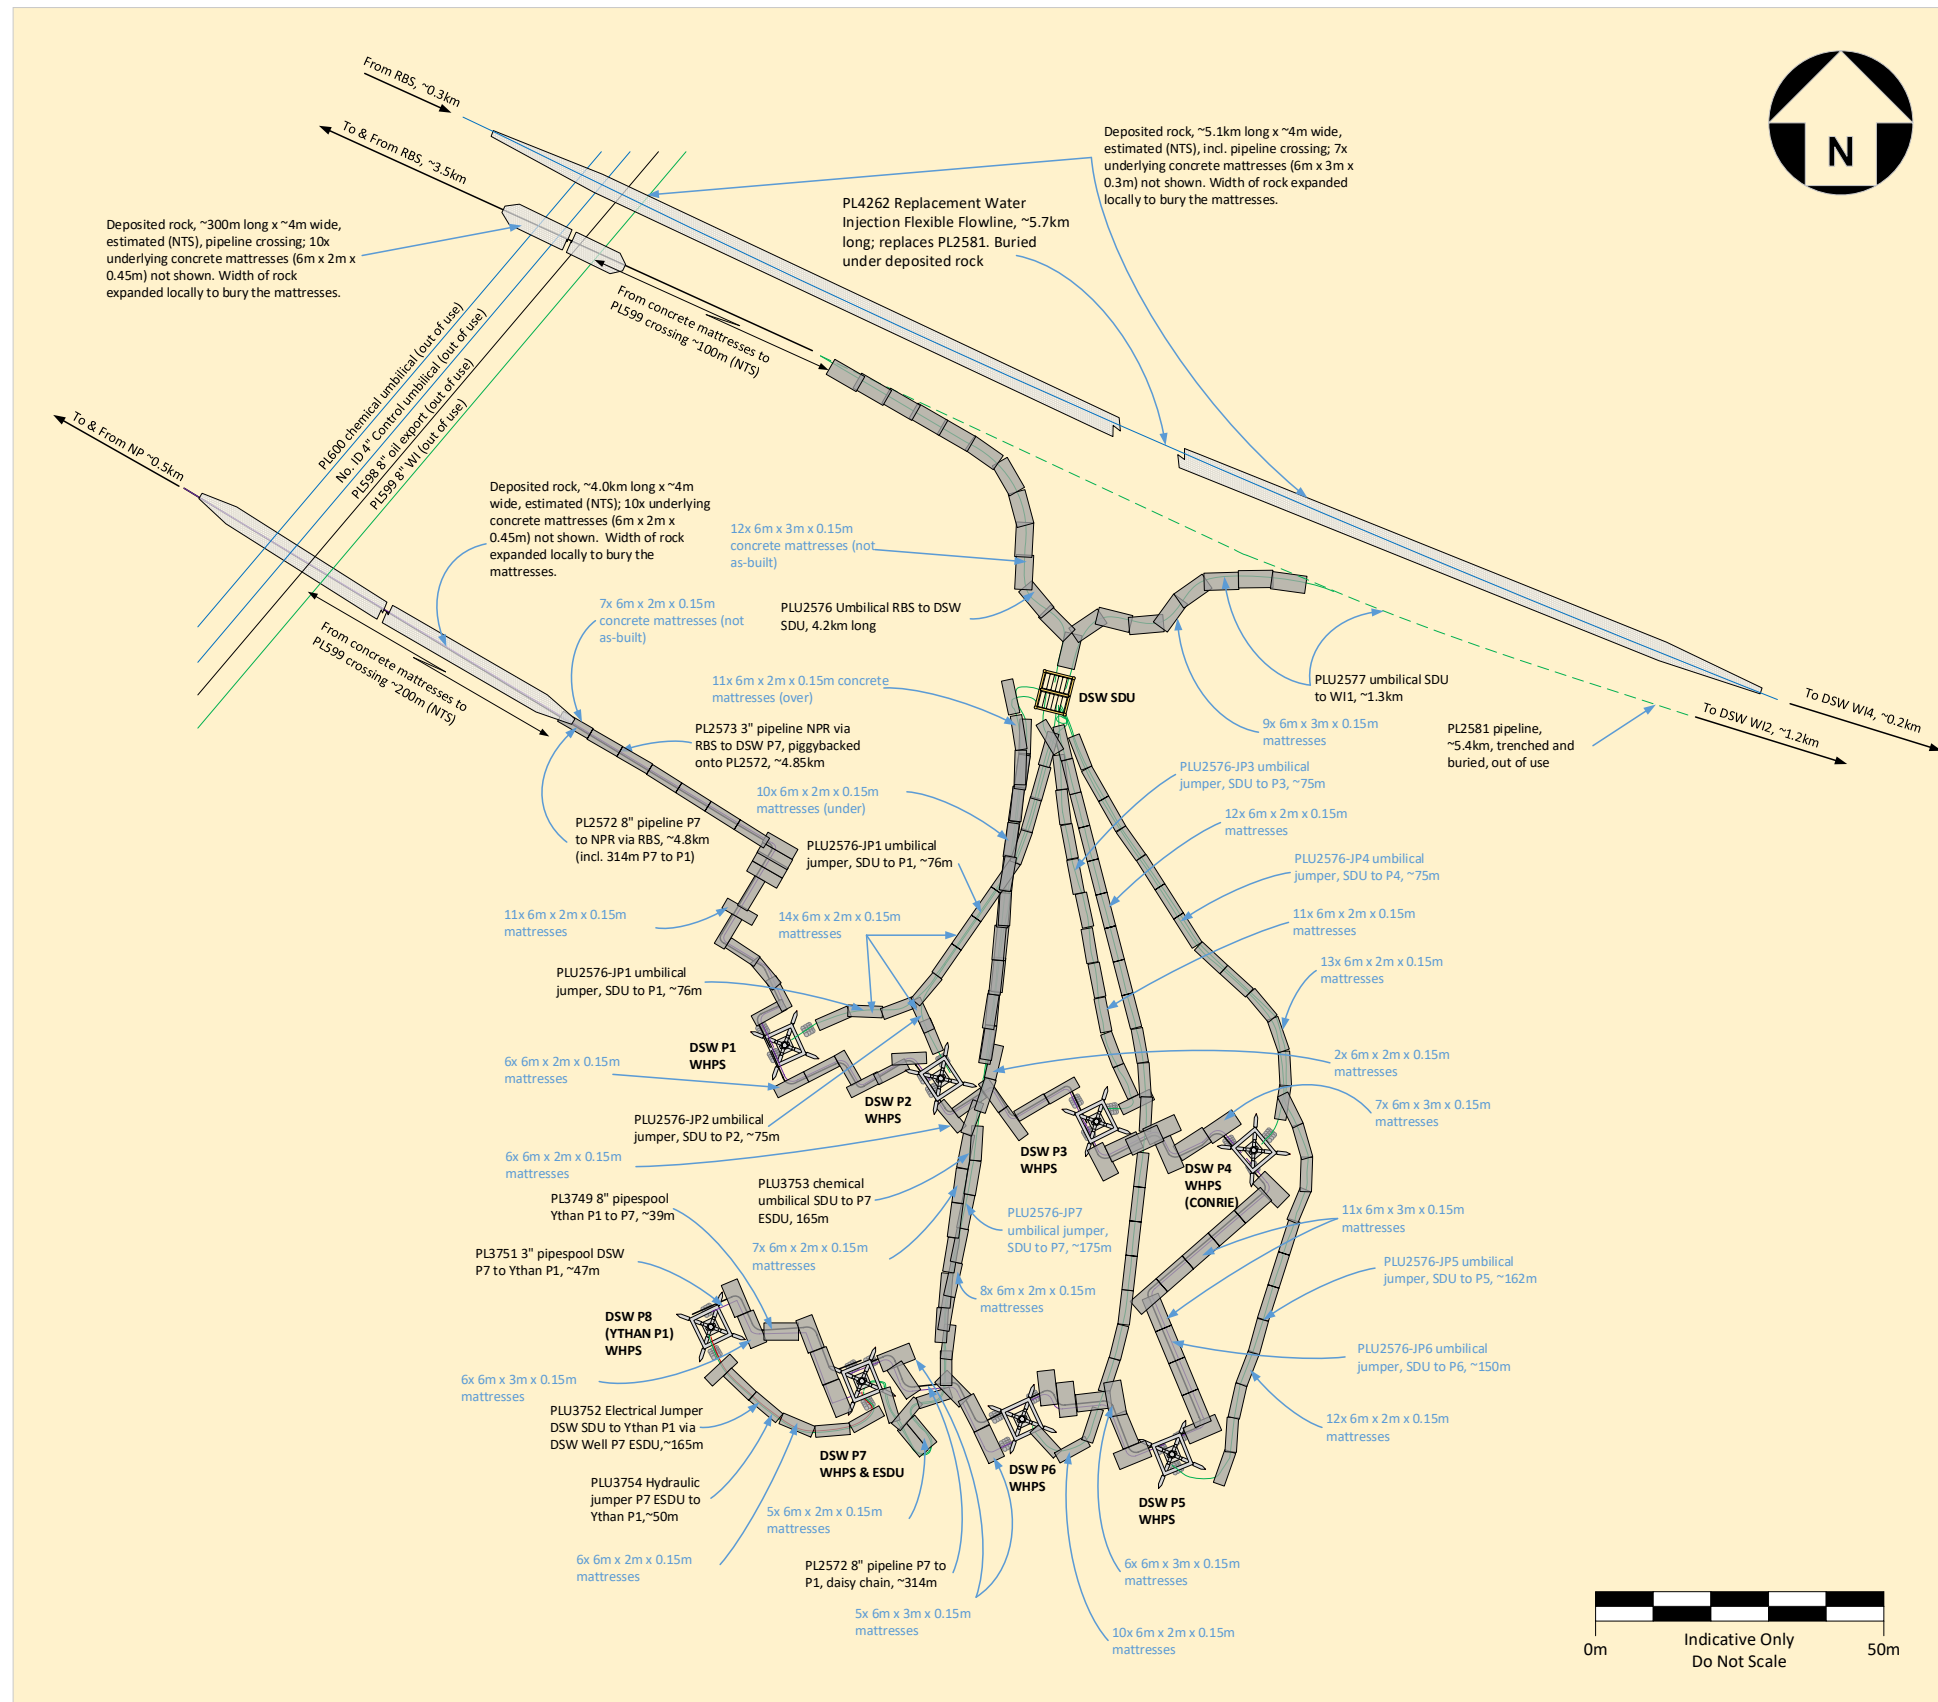 From RBS, ~0.3km
To & From RBS, ~3.5km
Deposited rock, ~5.1km long x ~4m wide,
estimated (NTS), incl. pipeline crossing; 7x
underlying concrete mattresses (6m x 3m x
0.3m) not shown. Width of rock expanded
locally to bury the mattresses.
N
PL4262 Replacement Water
Injection Flexible Flowline, ~5.7km
long; replaces PL2581. Buried
under deposited rock
Deposited rock, ~300m long x ~4m wide,
estimated (NTS), pipeline crossing; 10x
underlying concrete mattresses (6m x 2m x
0.45m) not shown. Width of rock
expanded locally to bury the mattresses.
From concrete mattresses to
PL599 crossing ~100m (NTS)
PL600 chemical umbilical (out of use)
No. ID 4" Control umbilical (out of use)
PL598 8" oil export (out of use)
PL599 8" WI (out of use)
To & From NP ~0.5km
Deposited rock, ~4.0km long x ~4m
wide, estimated (NTS); 10x underlying
concrete mattresses (6m x 2m x
0.45m) not shown. Width of rock
expanded locally to bury the
mattresses.
12x 6m x 3m x 0.15m
concrete mattresses (not
as-built)
7x 6m x 2m x 0.15m
concrete mattresses (not
as-built)
PLU2576 Umbilical RBS to DSW
SDU, 4.2km long
From concrete mattresses to
PL599 crossing ~200m (NTS)
11x 6m x 2m x 0.15m concrete
mattresses (over)
DSW SDU
PLU2577 umbilical SDU
to WI1, ~1.3km
9x 6m x 3m x 0.15m
mattresses
PL2581 pipeline,
~5.4km, trenched and
buried, out of use
To DSW WI4, ~0.2km
To DSW WI2, ~1.2km
PL2573 3" pipeline NPR via
RBS to DSW P7, piggybacked
onto PL2572, ~4.85km
PLU2576-JP3 umbilical
jumper, SDU to P3, ~75m
10x 6m x 2m x 0.15m
mattresses (under)
12x 6m x 2m x 0.15m
mattresses
PL2572 8" pipeline P7
to NPR via RBS, ~4.8km
(incl. 314m P7 to P1)
PLU2576-JP1 umbilical
jumper, SDU to P1, ~76m
PLU2576-JP4 umbilical
jumper, SDU to P4, ~75m
11x 6m x 2m x 0.15m
mattresses
14x 6m x 2m x 0.15m
mattresses
11x 6m x 2m x 0.15m
mattresses
13x 6m x 2m x 0.15m
mattresses
PLU2576-JP1 umbilical
jumper, SDU to P1, ~76m
DSW P1
WHPS
6x 6m x 2m x 0.15m
mattresses
2x 6m x 2m x 0.15m
mattresses
DSW P2
WHPS
7x 6m x 3m x 0.15m
mattresses
PLU2576-JP2 umbilical
jumper, SDU to P2, ~75m
DSW P3
WHPS
6x 6m x 2m x 0.15m
mattresses
DSW P4
WHPS
(CONRIE)
PLU3753 chemical
umbilical SDU to P7
ESDU, 165m
PL3749 8" pipespool
Ythan P1 to P7, ~39m
PLU2576-JP7
umbilical jumper,
SDU to P7, ~175m
11x 6m x 3m x 0.15m
mattresses
7x 6m x 2m x 0.15m
mattresses
PL3751 3" pipespool DSW
P7 to Ythan P1, ~47m
PLU2576-JP5 umbilical
jumper, SDU to P5, ~162m
8x 6m x 2m x 0.15m
mattresses
DSW P8
(YTHAN P1)
WHPS
PLU2576-JP6 umbilical
jumper, SDU to P6, ~150m
6x 6m x 3m x 0.15m
mattresses
PLU3752 Electrical Jumper
DSW SDU to Ythan P1 via
DSW Well P7 ESDU,~165m
12x 6m x 2m x 0.15m
mattresses
DSW P7
WHPS & ESDU
DSW P6
WHPS
PLU3754 Hydraulic
jumper P7 ESDU to
Ythan P1,~50m
DSW P5
WHPS
5x 6m x 2m x 0.15m
mattresses
6x 6m x 2m x 0.15m
mattresses
PL2572 8" pipeline P7 to
P1, daisy chain, ~314m
6x 6m x 3m x 0.15m
mattresses
5x 6m x 3m x 0.15m
mattresses
10x 6m x 2m x 0.15m
mattresses
0m
Indicative Only
Do Not Scale
50m